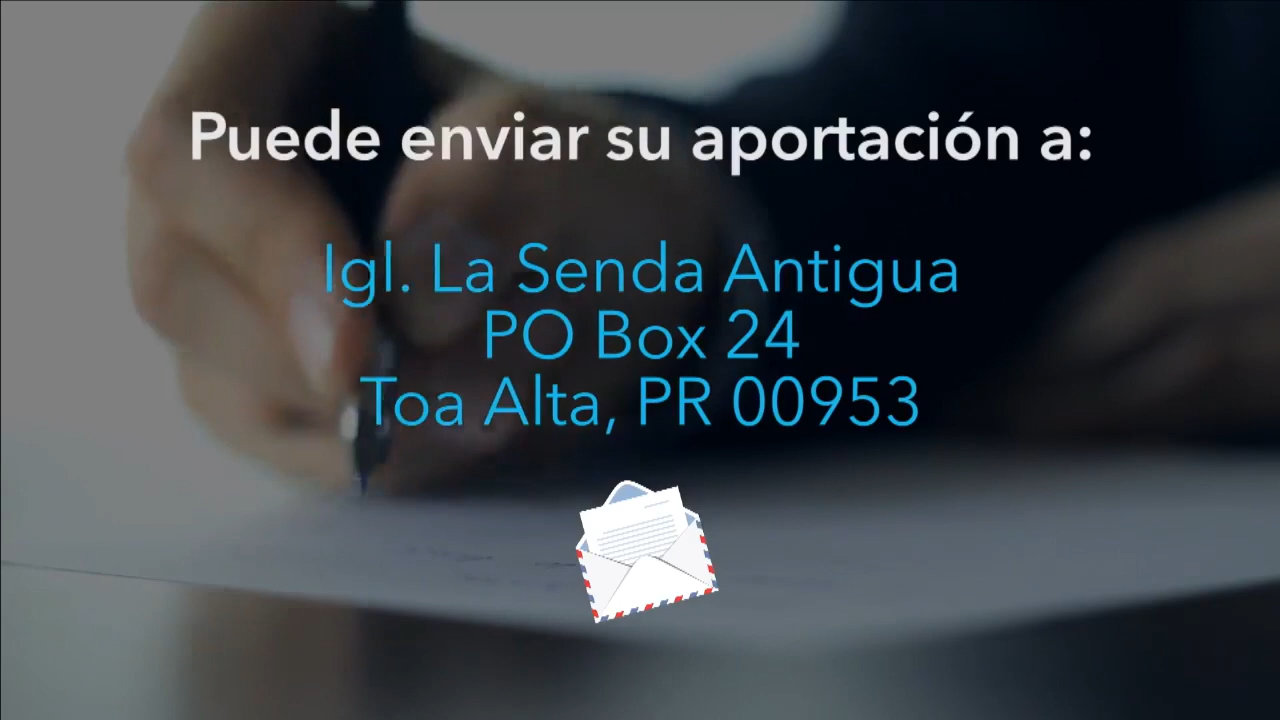 Puede enviar su aportación a:
Igl. La Senda Antigua
PO Box 24
Toa Alta, PR 00953